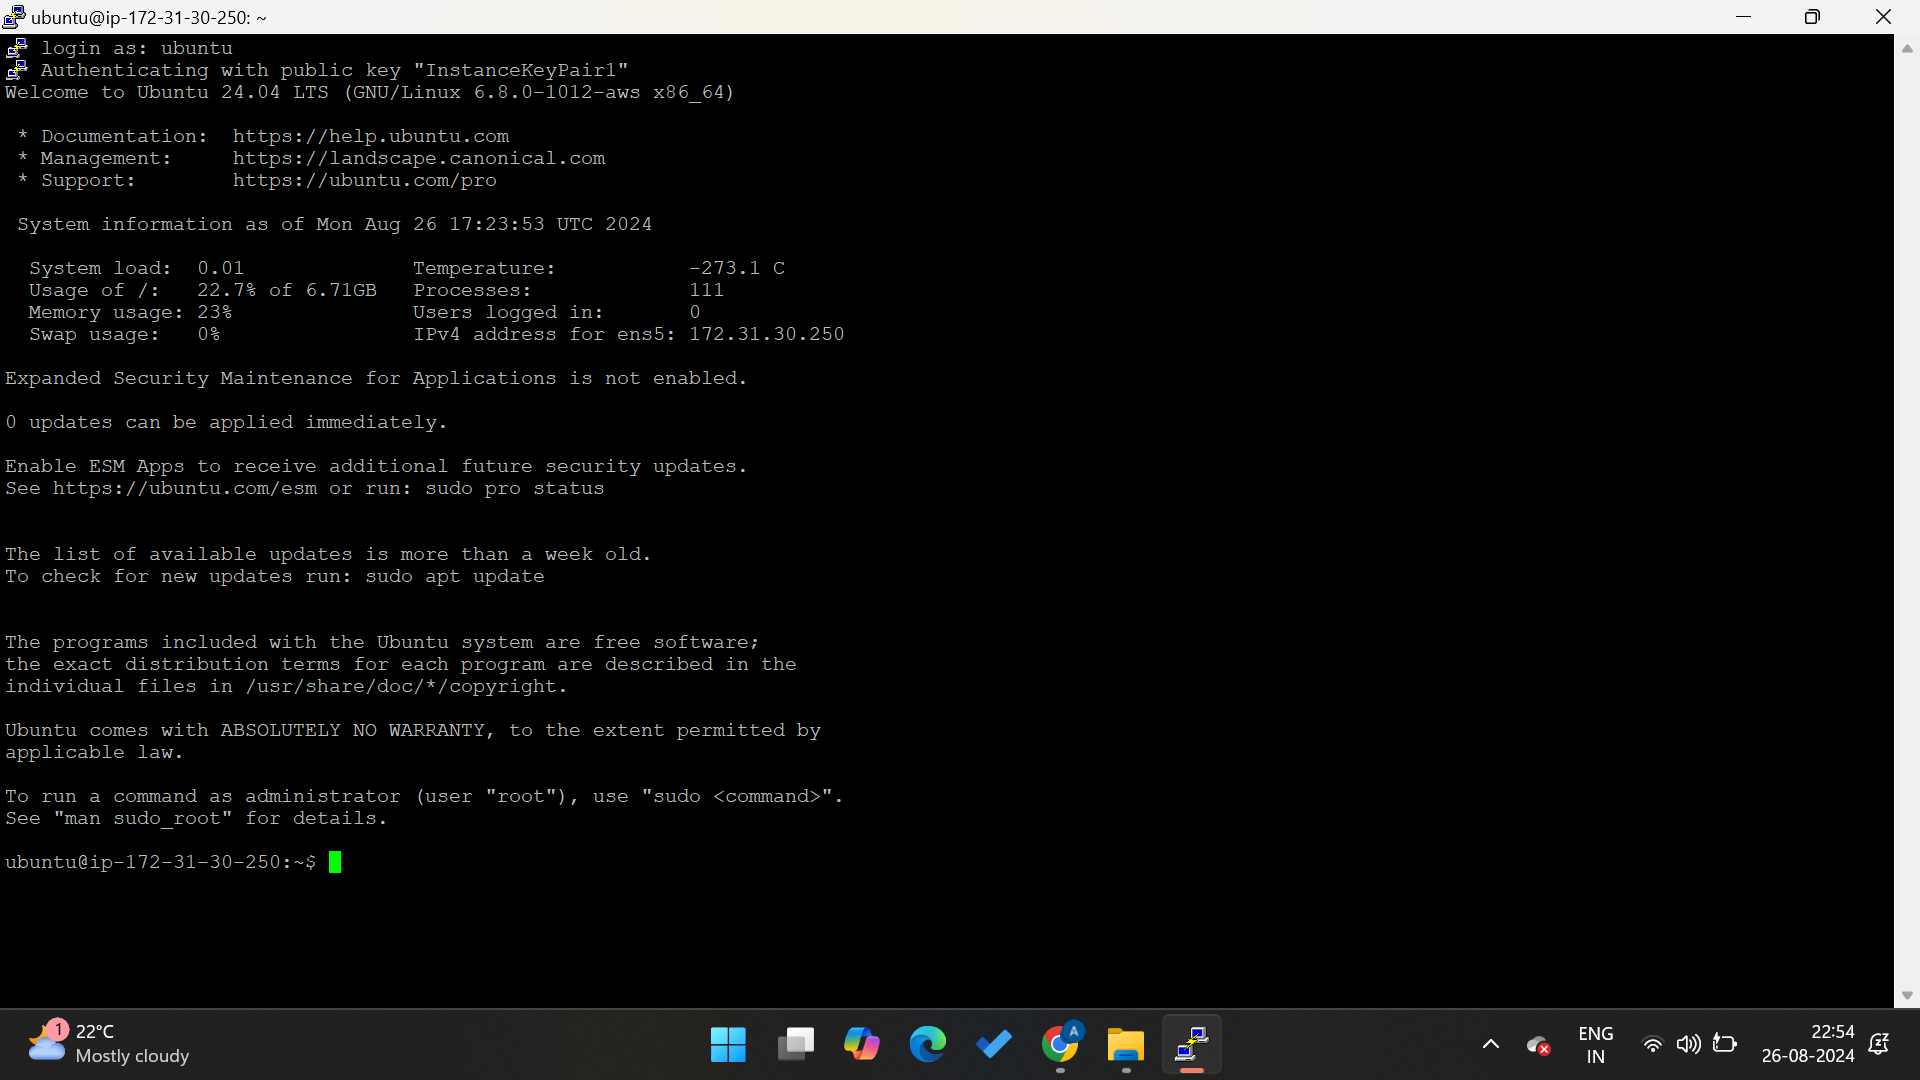 ubuntu@ip-172-31-30-250: ~
login as: ubuntu
Authenticating with public key "InstanceKeyPair1"
Welcome to Ubuntu 24.04 LTS (GNU/Linux 6.8.0-1012-aws x86_64)
* Documentation:  https://help.ubuntu.com
* Management:     https://landscape.canonical.com
* Support:        https://ubuntu.com/pro
System information as of Mon Aug 26 17:23:53 UTC 2024
System load:  0.01              Temperature:           -273.1 C
Usage of /:   22.7% of 6.71GB   Processes:             111
Memory usage: 23%               Users logged in:       0
Swap usage:   0%                IPv4 address for ens5: 172.31.30.250
Expanded Security Maintenance for Applications is not enabled.
0 updates can be applied immediately.
Enable ESM Apps to receive additional future security updates.
See https://ubuntu.com/esm or run: sudo pro status
The list of available updates is more than a week old.
To check for new updates run: sudo apt update
The programs included with the Ubuntu system are free software;
the exact distribution terms for each program are described in the
individual files in /usr/share/doc/*/copyright.
Ubuntu comes with ABSOLUTELY NO WARRANTY, to the extent permitted by
applicable law.
To run a command as administrator (user "root"), use "sudo <command>".
See "man sudo_root" for details.
ubuntu@ip-172-31-30-250:~$
1
22°C
Mostly cloudy
A
ENG
IN
22:54
26-08-2024